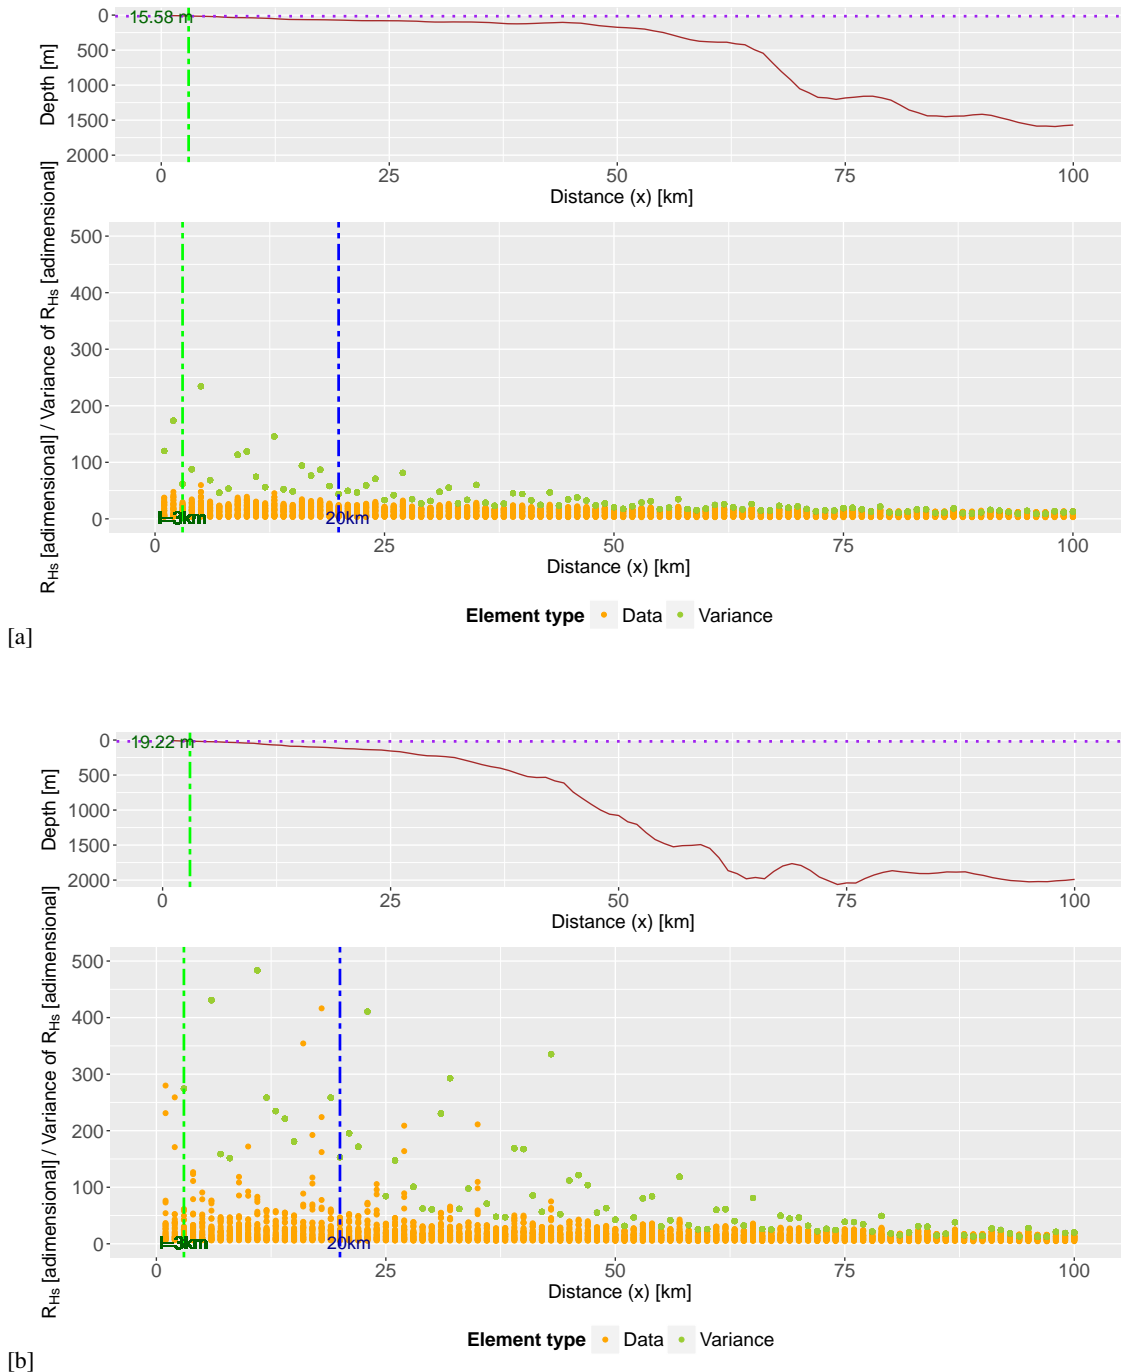 0
500
1000
1500
2000
Depth [m]
15.58 m
0 25 50 75 100
Distance (x) [km]
500
400
300
200
100
0
R_Hs [adimensional] / Variance of R_Hs [adimensional]
l=3km
20km
0 25 50 75 100
Distance (x) [km]
Element type Data Variance
[a]
0
500
1000
1500
2000
Depth [m]
19.22 m
0 25 50 75 100
Distance (x) [km]
500
400
300
200
100
0
R_Hs [adimensional] / Variance of R_Hs [adimensional]
l=3km
20km
0 25 50 75 100
Distance (x) [km]
Element type Data Variance
[b]